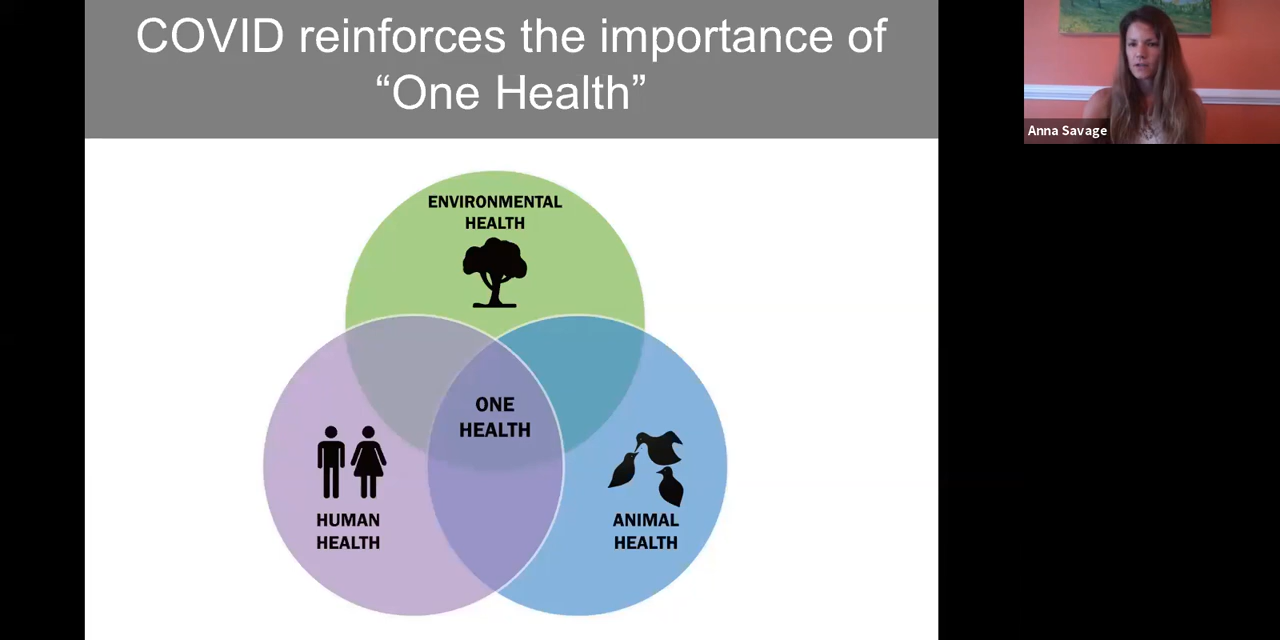 COVID reinforces the importance of
“One Health”
Anna Savage
ENVIRONMENTAL
HEALTH
ONE
HEALTH
HUMAN
HEALTH
ANIMAL
HEALTH